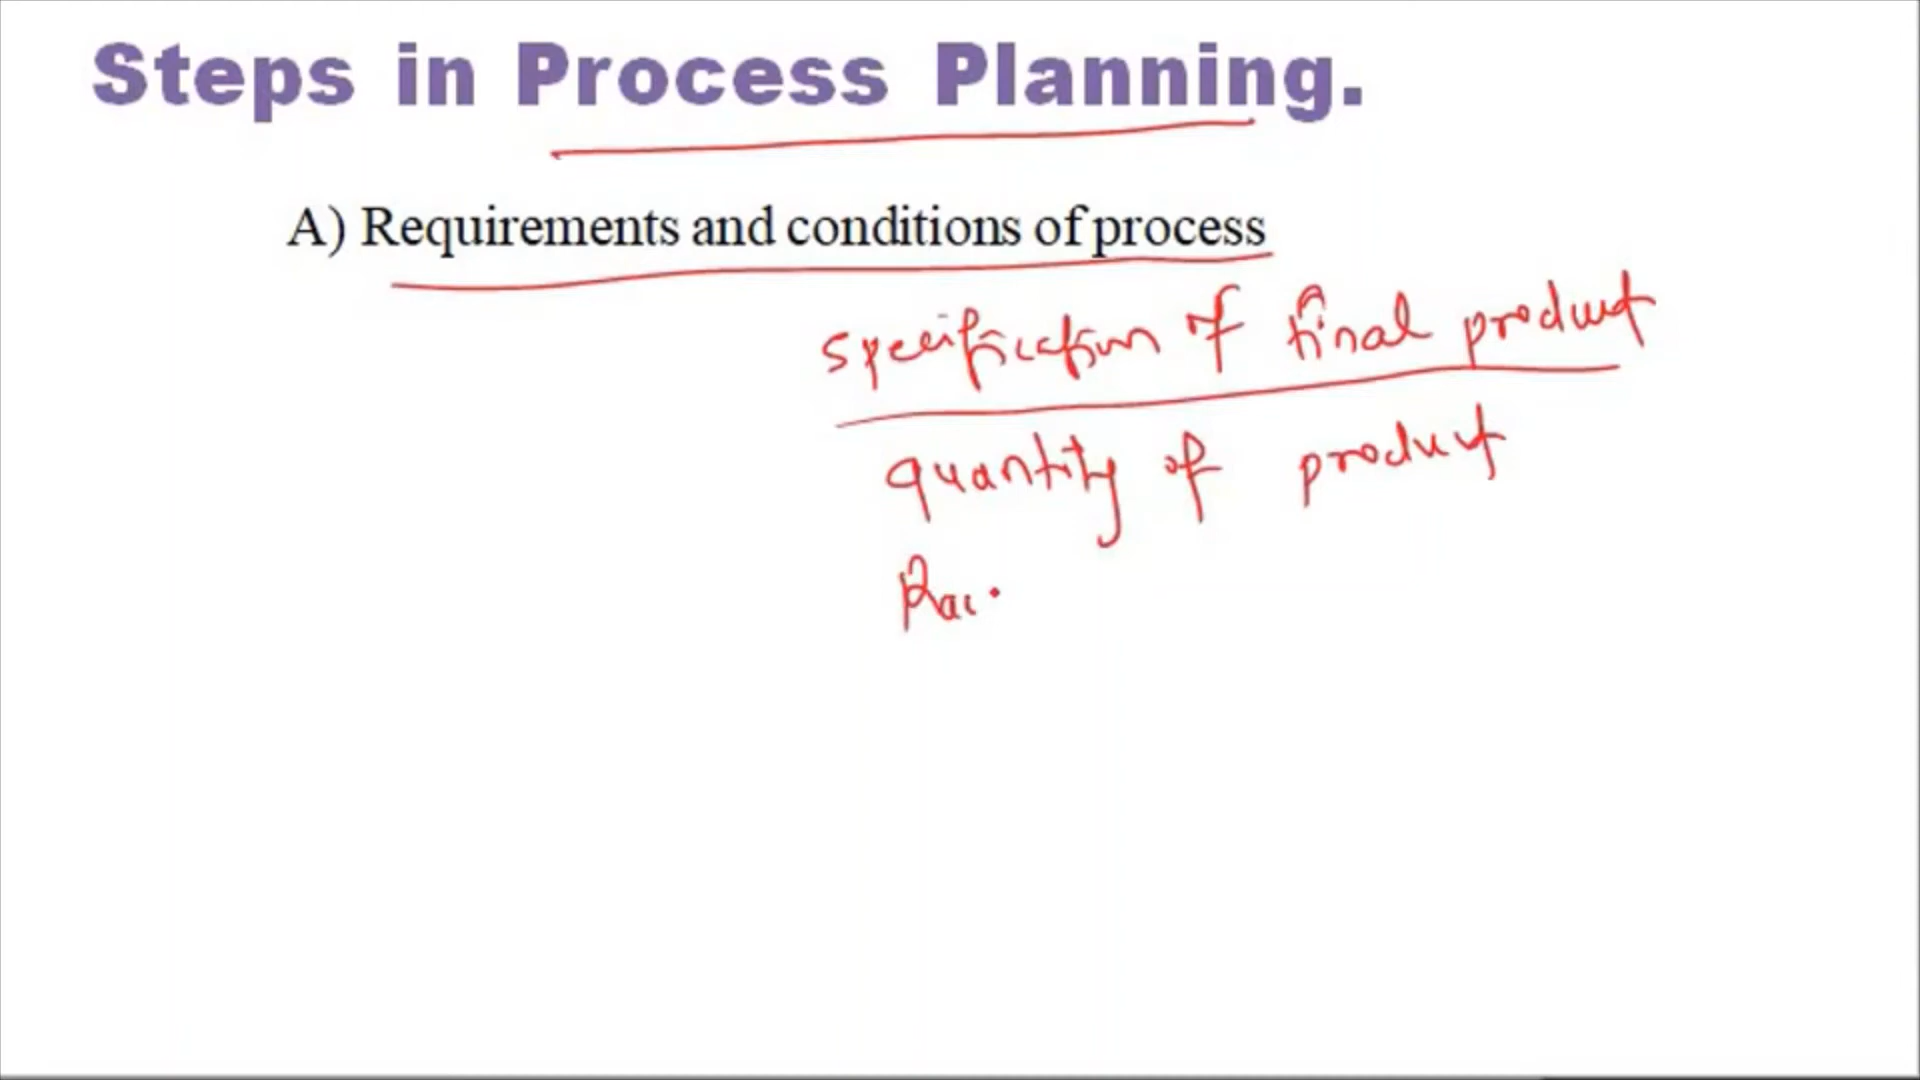 Steps in Process Planning.
A) Requirements and conditions of process
specification of final product
quantity of product